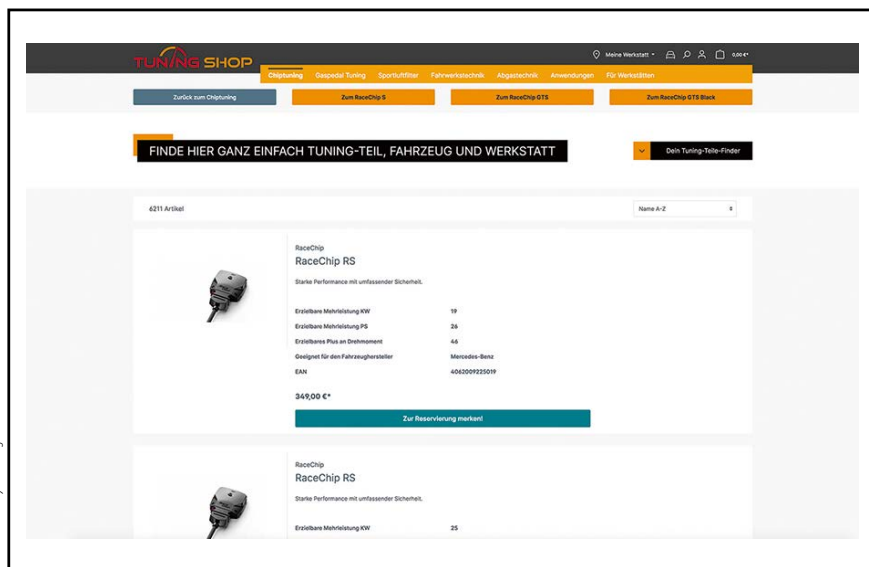 TUNING SHOP
Meine Werkstatt
0,00 €*
Chiptuning Gaspedal Tuning Sportluftfilter Fahrwerkstechnik Abgastechnik Anwendungen Für Werkstätten
Zurück zum Chiptuning Zum RaceChip S Zum RaceChip GTS Zum RaceChip GTS Black
FINDE HIER GANZ EINFACH TUNING-TEIL, FAHRZEUG UND WERKSTATT
Dein Tuning-Teile-Finder
6211 Artikel
Name A-Z
RaceChip
RaceChip RS
Starke Performance mit umfassender Sicherheit.
Erzielbare Mehrleistung KW 19
Erzielbare Mehrleistung PS 26
Erzielbares Plus an Drehmoment 46
Geeignet für den Fahrzeughersteller Mercedes-Benz
EAN 4062009225019
349,00 €*
Zur Reservierung merken!
RaceChip
RaceChip RS
Starke Performance mit umfassender Sicherheit.
Erzielbare Mehrleistung KW 25